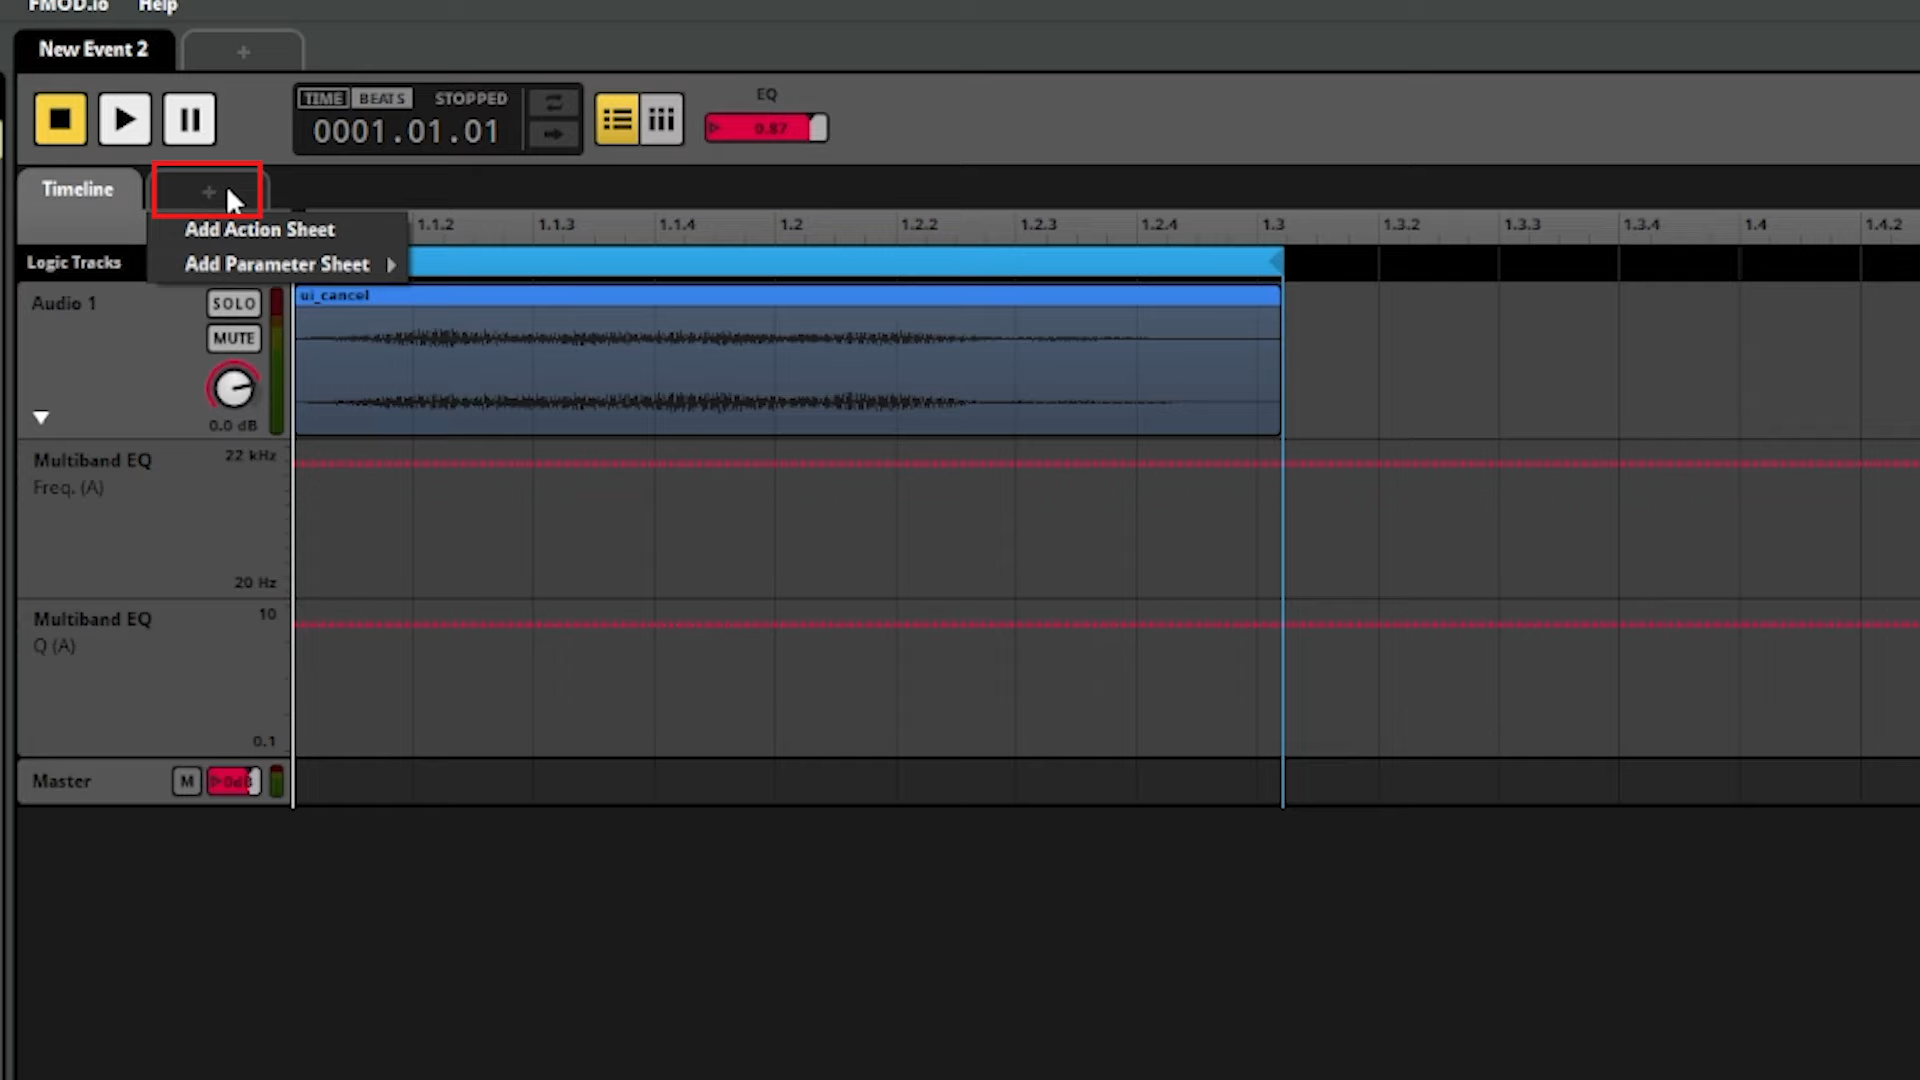 FMOD.io Help
New Event 2 +
TIME BEATS STOPPED
0001.01.01
EQ
0.87
Timeline +
Add Action Sheet
Add Parameter Sheet
1.1.2 1.1.3 1.1.4 1.2 1.2.2 1.2.3 1.2.4 1.3 1.3.2 1.3.3 1.3.4 1.4 1.4.2
Logic Tracks
Audio 1 SOLO
MUTE
0.0 dB
ui_cancel
Multiband EQ 22 kHz
Freq. (A)
20 Hz
Multiband EQ 10
Q (A)
0.1
Master M 0dB